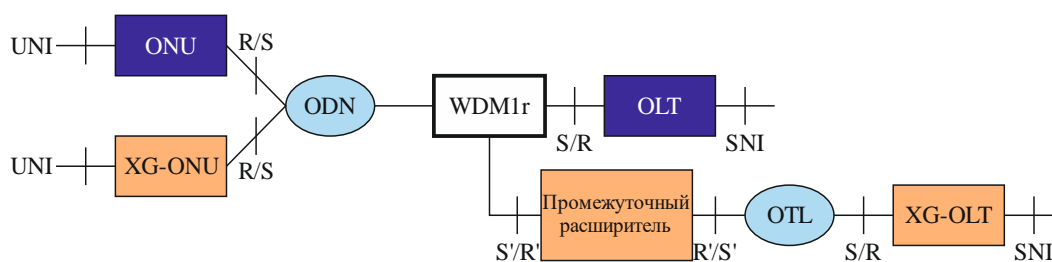 UNI
ONU
R/S
ODN
WDM1r
S/R
OLT
SNI
UNI
XG-ONU
R/S
S'/R'
Промежуточный
расширитель
R'/S'
OTL
S/R
XG-OLT
SNI